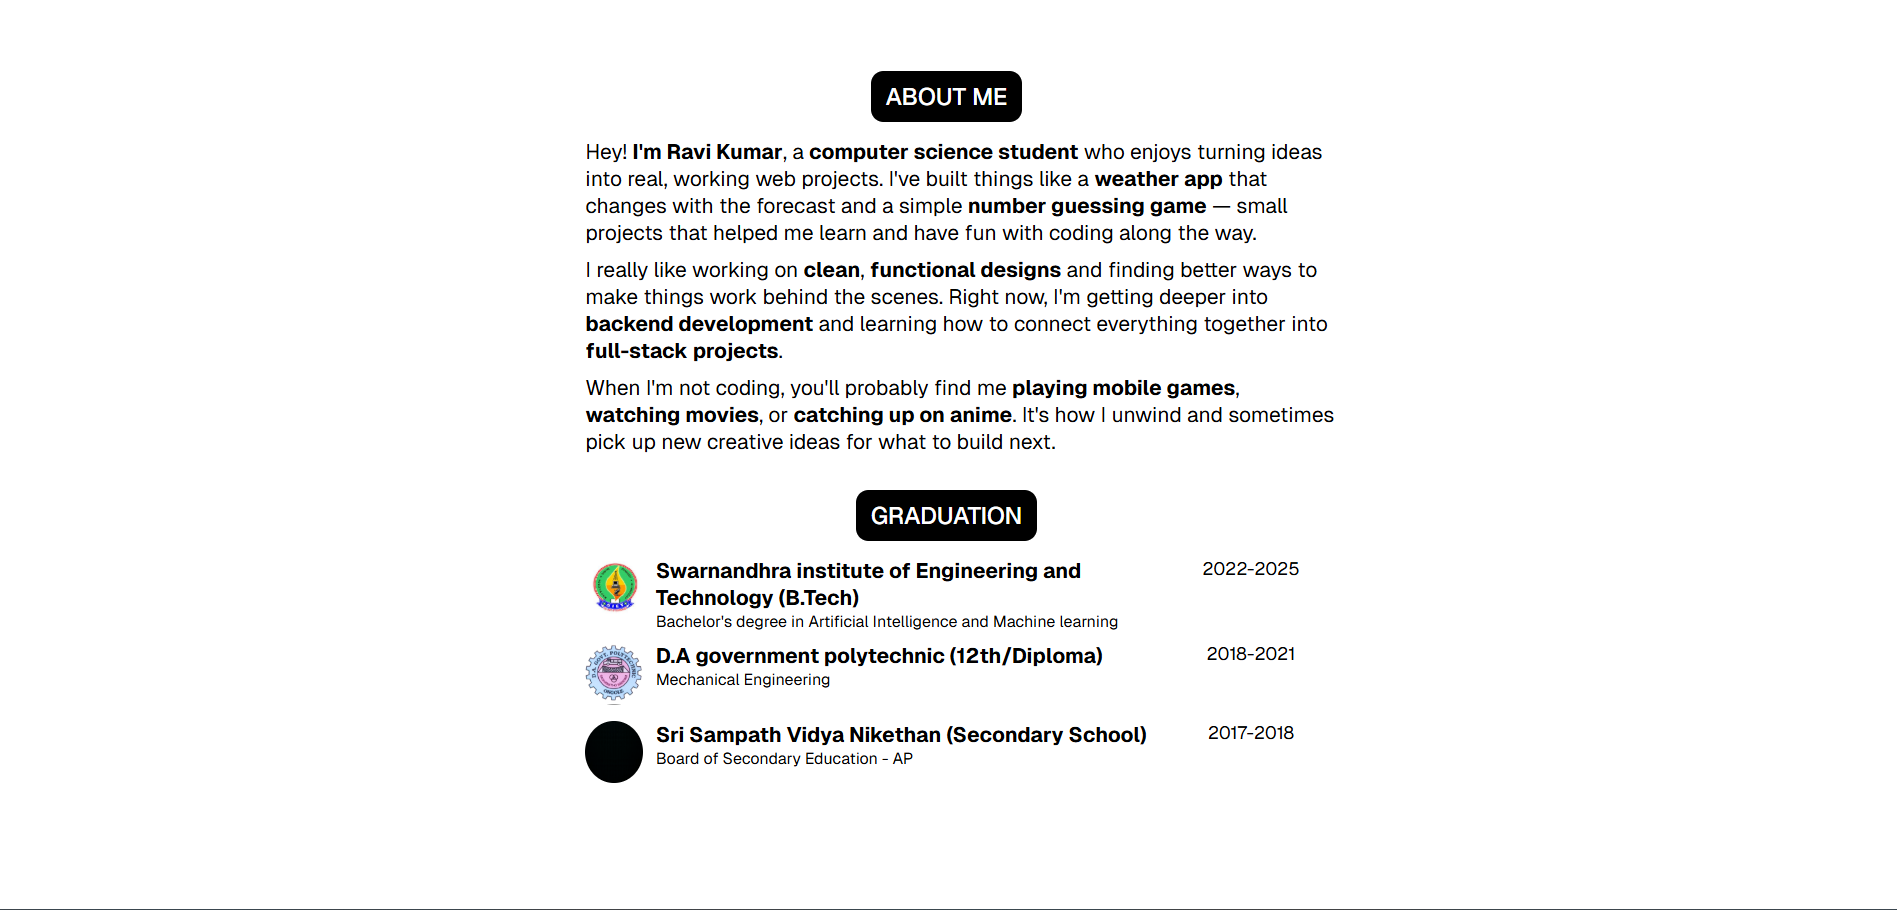 ABOUT ME
Hey! I'm Ravi Kumar, a computer science student who enjoys turning ideas
into real, working web projects. I've built things like a weather app that
changes with the forecast and a simple number guessing game — small
projects that helped me learn and have fun with coding along the way.
I really like working on clean, functional designs and finding better ways to
make things work behind the scenes. Right now, I'm getting deeper into
backend development and learning how to connect everything together into
full-stack projects.
When I'm not coding, you'll probably find me playing mobile games,
watching movies, or catching up on anime. It's how I unwind and sometimes
pick up new creative ideas for what to build next.
GRADUATION
Swarnandhra institute of Engineering and 2022-2025
Technology (B.Tech)
Bachelor's degree in Artificial Intelligence and Machine learning
D.A government polytechnic (12th/Diploma) 2018-2021
Mechanical Engineering
Sri Sampath Vidya Nikethan (Secondary School) 2017-2018
Board of Secondary Education - AP